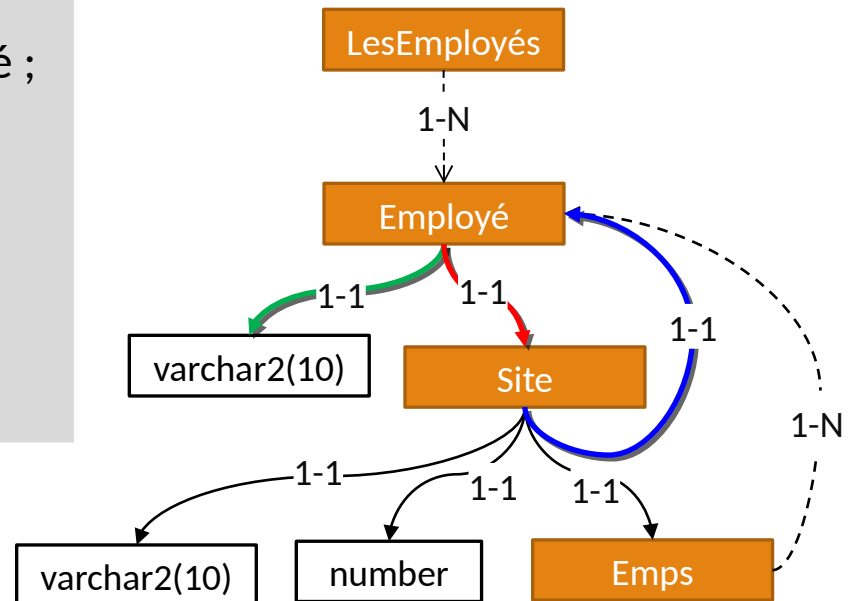 é ;
LesEmployés
1-N
Employé
1-1
1-1
1-1
varchar2(10)
Site
1-N
1-1
1-1
1-1
varchar2(10)
number
Emps